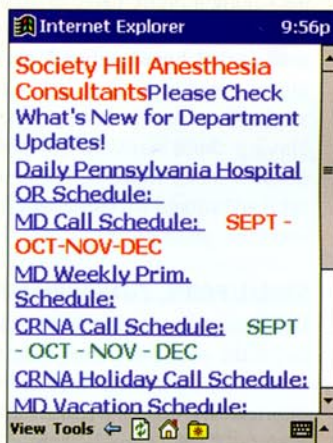 Internet Explorer 9:56p
Society Hill Anesthesia
ConsultantsPlease Check
What's New for Department
Updates!
Daily Pennsylvania Hospital
OR Schedule:
MD Call Schedule: SEPT -
OCT-NOV-DEC
MD Weekly Prim.
Schedule:
CRNA Call Schedule: SEPT
- OCT - NOV - DEC
CRNA Holiday Call Schedule:
MD Vacation Schedule:
View Tools